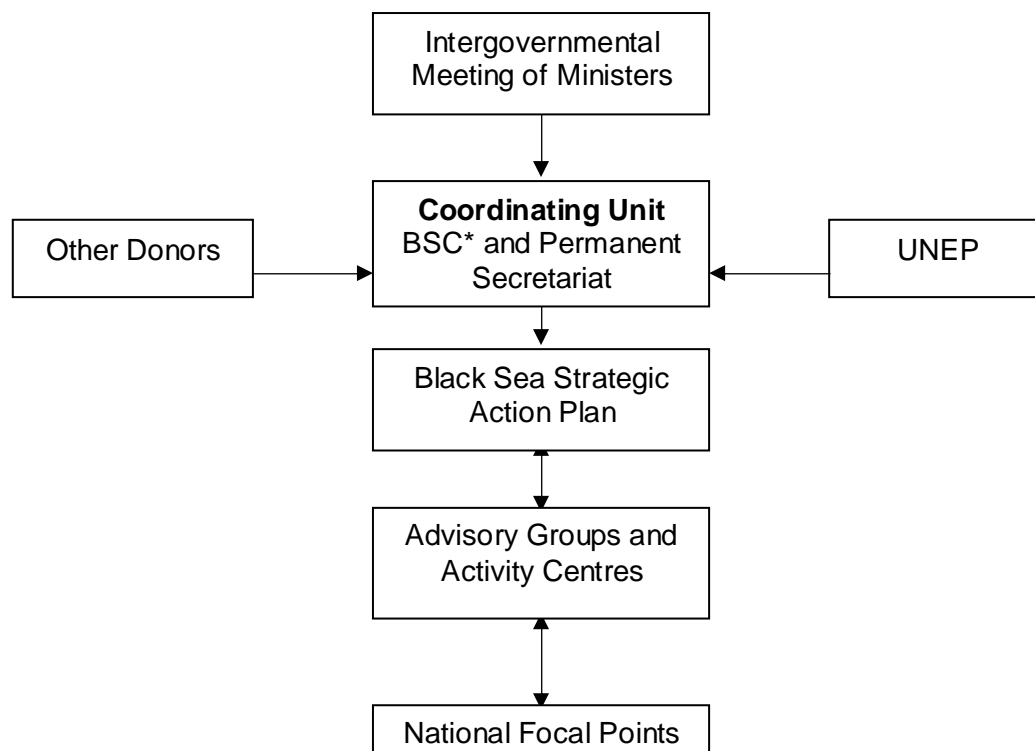 Intergovernmental
Meeting of Ministers
Coordinating Unit
BSC* and Permanent
Secretariat
Other Donors
UNEP
Black Sea Strategic
Action Plan
Advisory Groups and
Activity Centres
National Focal Points